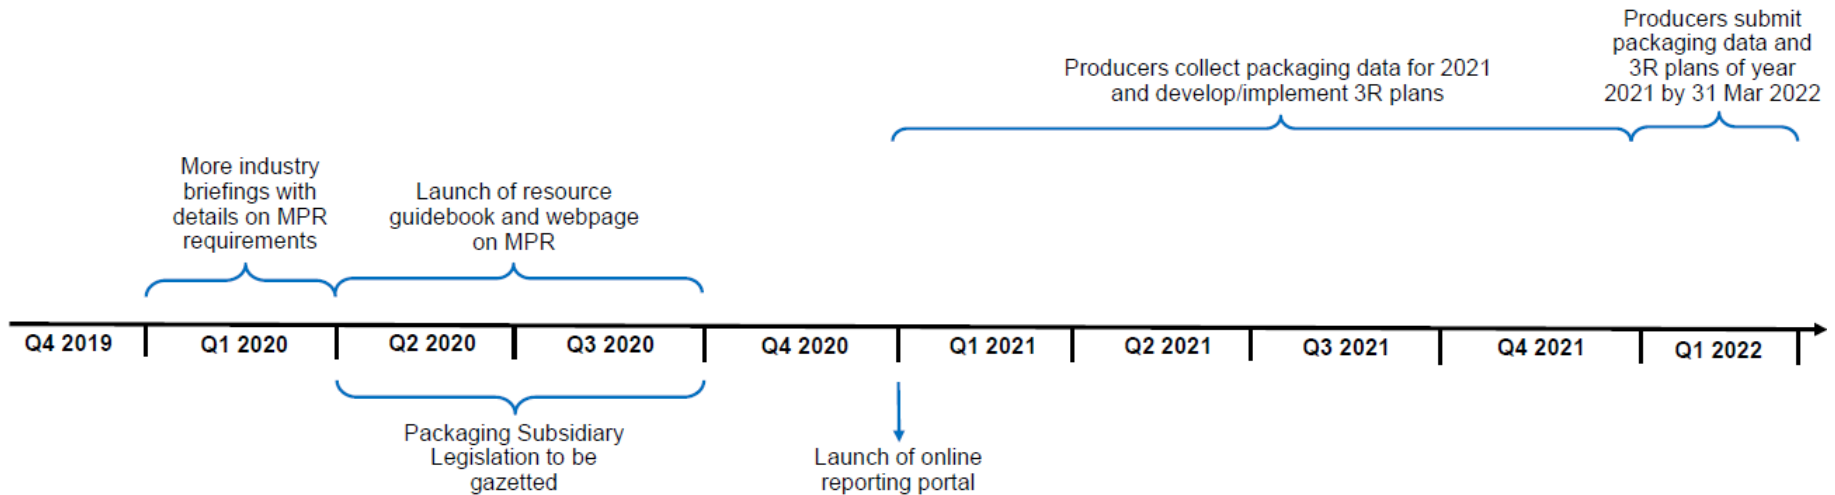 Producers submit
packaging data and
3R plans of year
2021 by 31 Mar 2022
Producers collect packaging data for 2021
and develop/implement 3R plans
More industry
briefings with
details on MPR
requirements
Launch of resource
guidebook and webpage
on MPR
Q4 2019
Q1 2020
Q2 2020
Q3 2020
Q4 2020
Q1 2021
Q2 2021
Q3 2021
Q4 2021
Q1 2022
Packaging Subsidiary
Legislation to be
gazetted
Launch of online
reporting portal